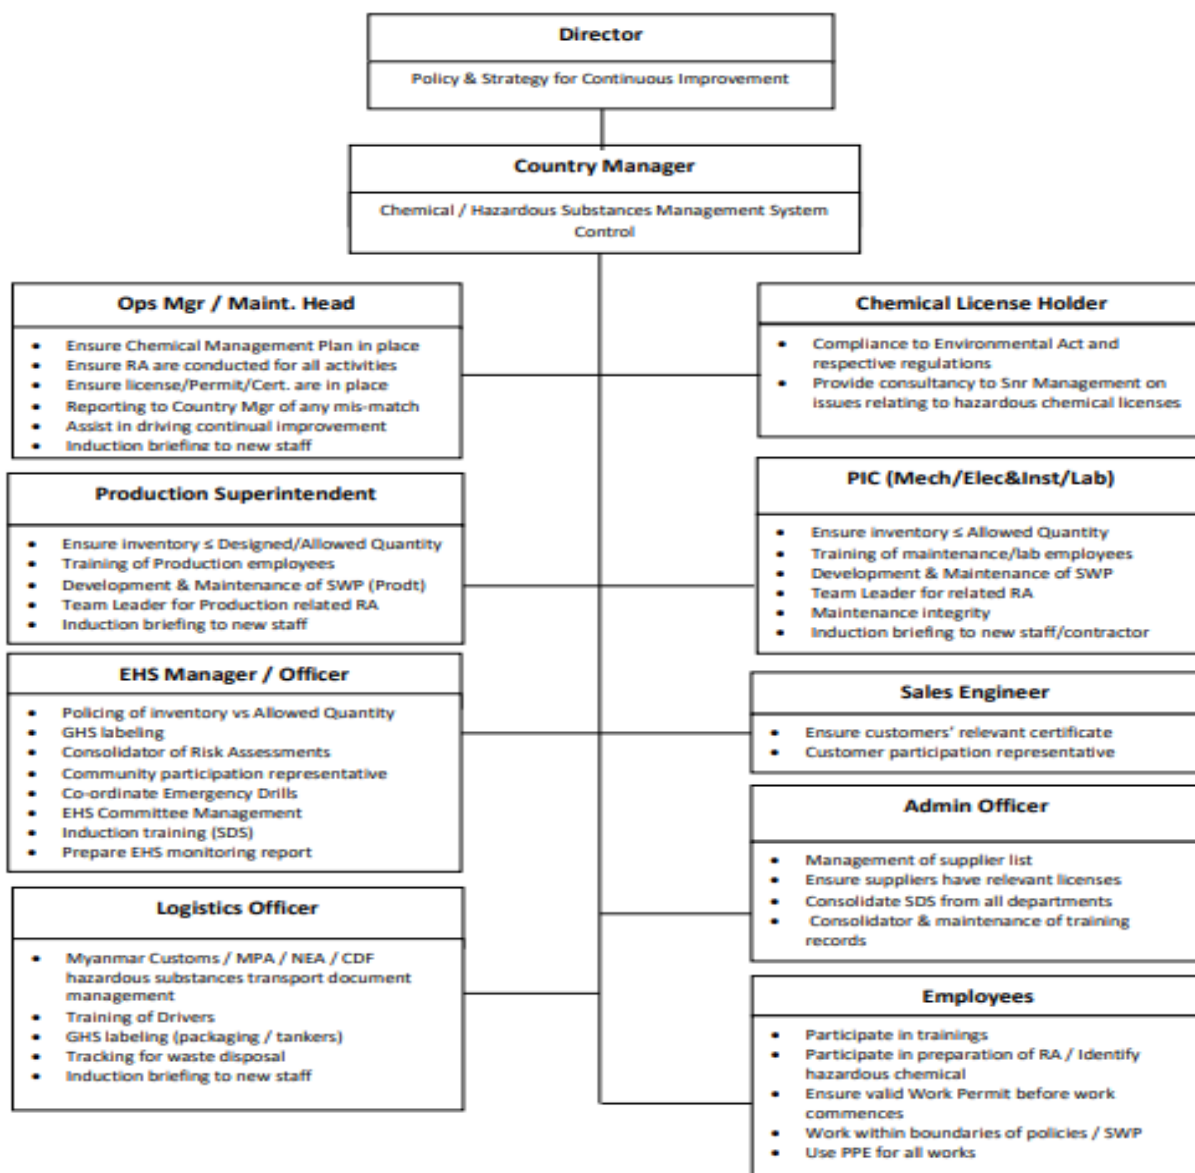 Director
Policy & Strategy for Continuous Improvement
Country Manager
Chemical / Hazardous Substances Management System
Control
Ops Mgr / Maint. Head
• Ensure Chemical Management Plan in place
• Ensure RA are conducted for all activities
• Ensure license/Permit/Cert. are in place
• Reporting to Country Mgr of any mis-match
• Assist in driving continual improvement
• Induction briefing to new staff
Chemical License Holder
• Compliance to Environmental Act and
respective regulations
• Provide consultancy to Snr Management on
issues relating to hazardous chemical licenses
Production Superintendent
• Ensure inventory ≤ Designed/Allowed Quantity
• Training of Production employees
• Development & Maintenance of SWP (Prodt)
• Team Leader for Production related RA
• Induction briefing to new staff
PIC (Mech/Elec&Inst/Lab)
• Ensure inventory ≤ Allowed Quantity
• Training of maintenance/lab employees
• Development & Maintenance of SWP
• Team Leader for related RA
• Maintenance integrity
• Induction briefing to new staff/contractor
EHS Manager / Officer
• Policing of inventory vs Allowed Quantity
• GHS labeling
• Consolidator of Risk Assessments
• Community participation representative
• Co-ordinate Emergency Drills
• EHS Committee Management
• Induction training (SDS)
• Prepare EHS monitoring report
Sales Engineer
• Ensure customers' relevant certificate
• Customer participation representative
Admin Officer
• Management of supplier list
• Ensure suppliers have relevant licenses
• Consolidate SDS from all departments
• Consolidator & maintenance of training
records
Logistics Officer
• Myanmar Customs / MPA / NEA / CDF
hazardous substances transport document
management
• Training of Drivers
• GHS labeling (packaging / tankers)
• Tracking for waste disposal
• Induction briefing to new staff
Employees
• Participate in trainings
• Participate in preparation of RA / Identify
hazardous chemical
• Ensure valid Work Permit before work
commences
• Work within boundaries of policies / SWP
• Use PPE for all works